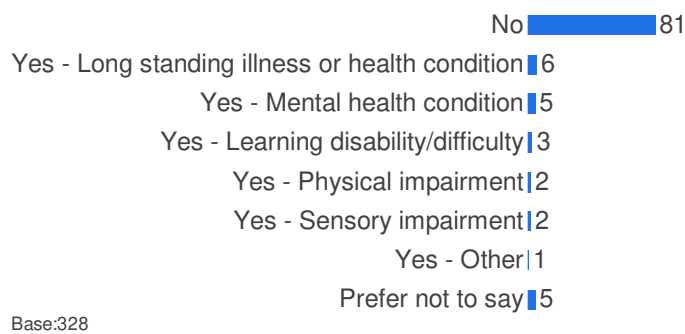 No 81
Yes - Long standing illness or health condition 6
Yes - Mental health condition 5
Yes - Learning disability/difficulty 3
Yes - Physical impairment 2
Yes - Sensory impairment 2
Yes - Other 1
Prefer not to say 5
Base:328